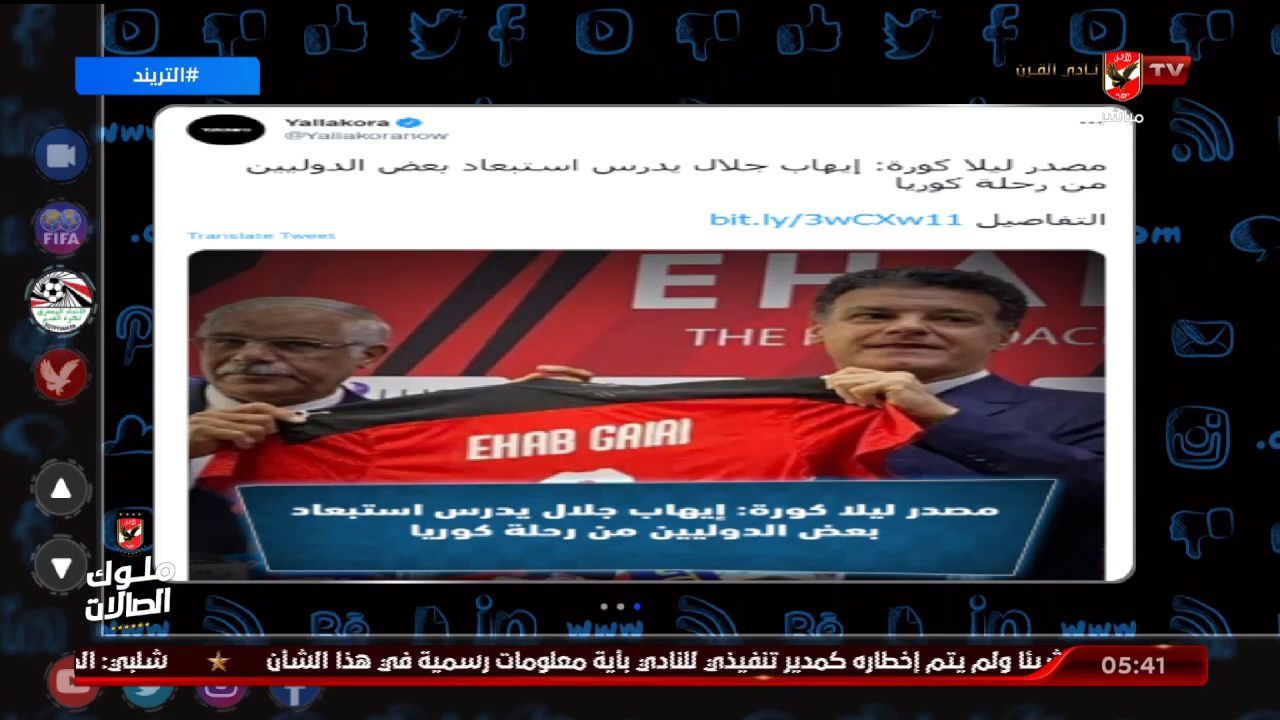 #التريند
نادي القرن
TV
مباشر
Yallakora
@Yallakoranow
مصدر ليلا كورة: إيهاب جلال يدرس استبعاد بعض الدوليين
من رحلة كوريا
التفاصيل bit.ly/3wCXw11
Translate Tweet
FIFA
THE
EHAB GAlAl
مصدر ليلا كورة: إيهاب جلال يدرس استبعاد
بعض الدوليين من رحلة كوريا
ملوك
الصالات
ولم يتم إخطاره كمدير تنفيذي للنادي بأية معلومات رسمية في هذا الشأن
شلبي:
05:41